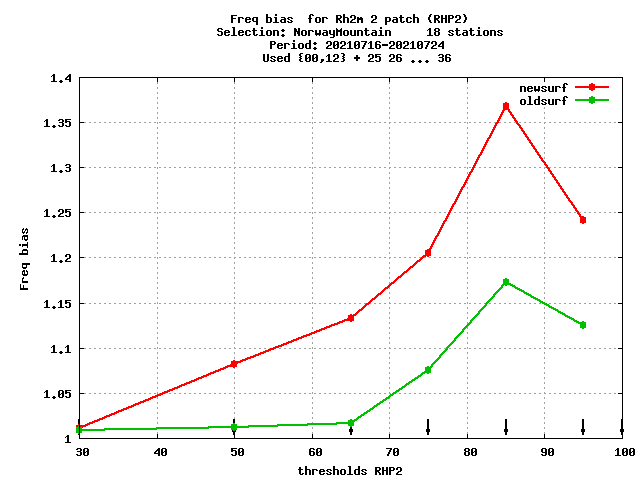 Freq bias  for Rh2m 2 patch (RHP2)
Selection: NorwayMountain     18 stations
Period: 20210716-20210724
Used {00,12} + 25 26 ... 36
newsurf
oldsurf
1.4
1.35
1.3
1.25
1.2
1.15
1.1
1.05
1
Freq bias
30 40 50 60 70 80 90 100
thresholds RHP2